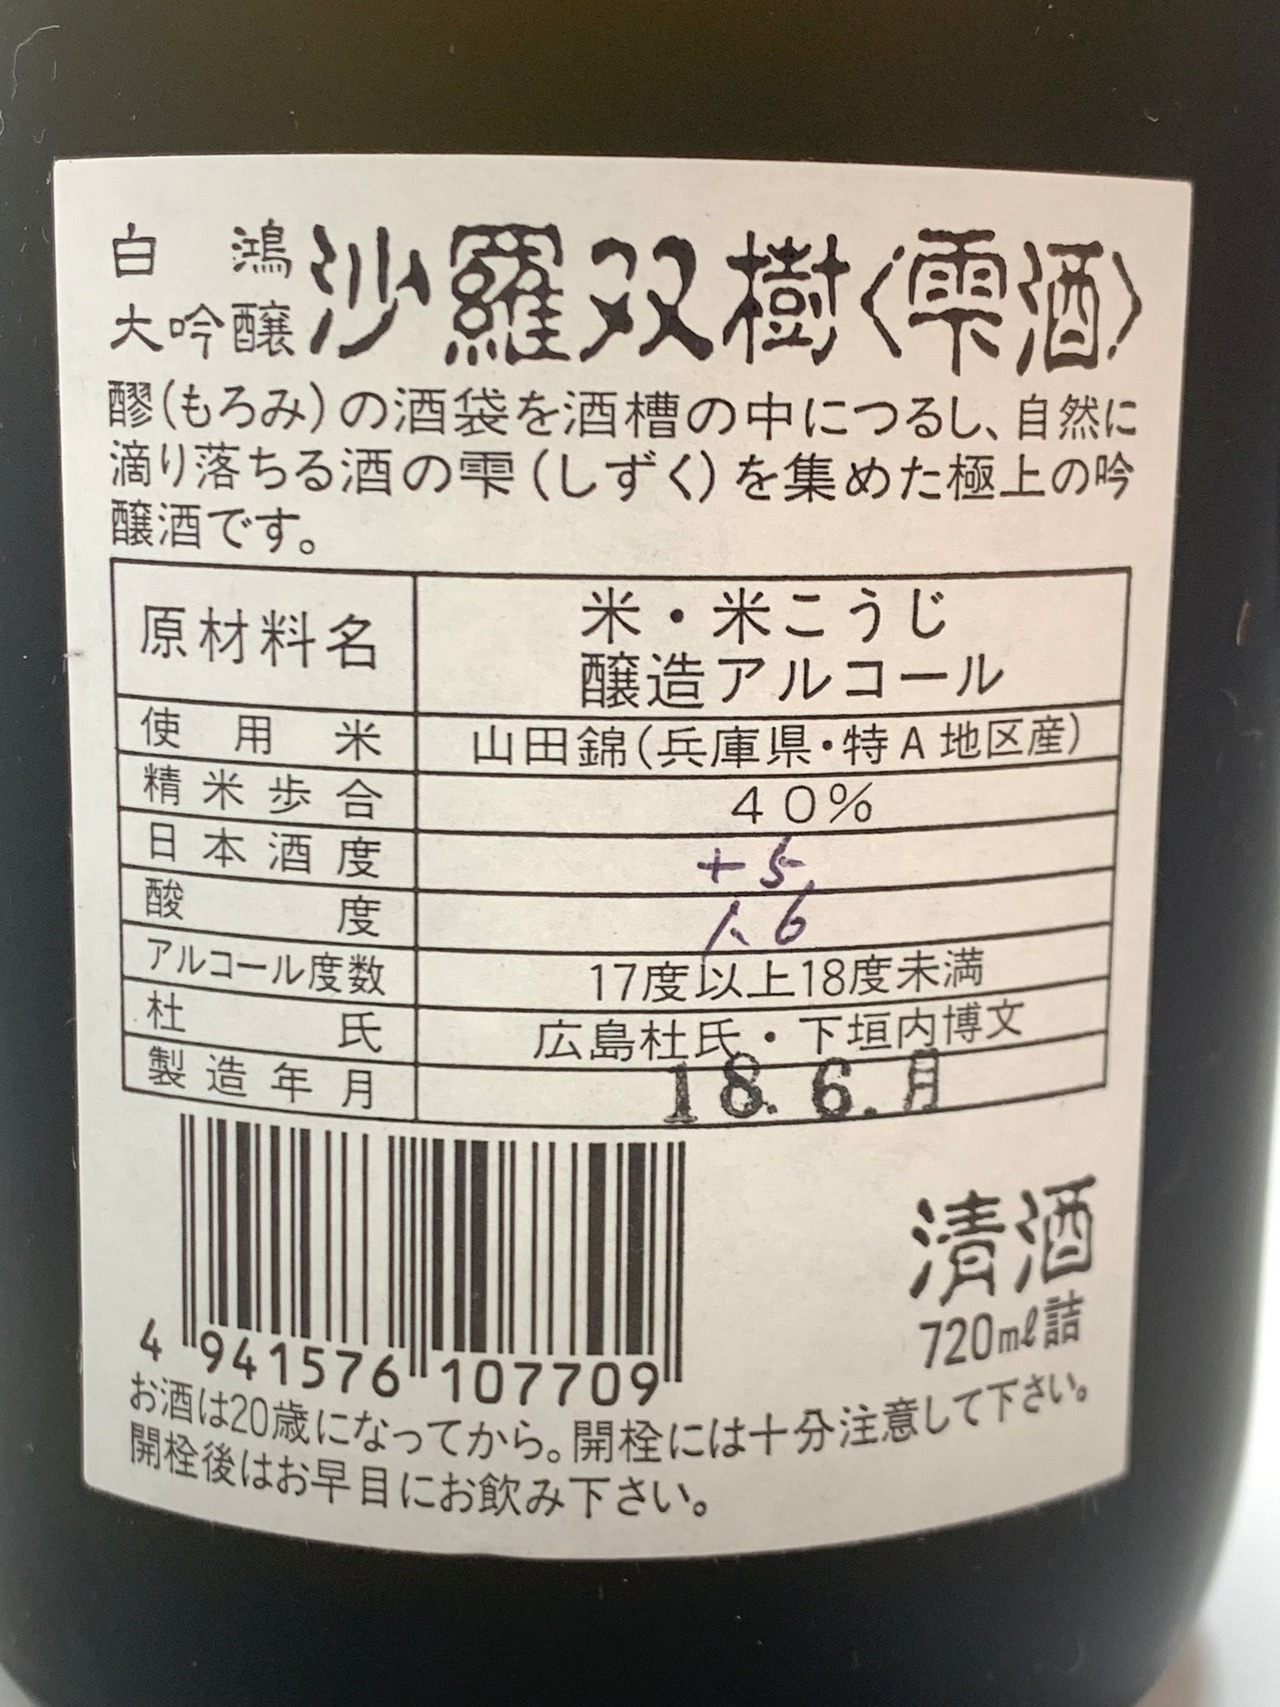 白鴻
大吟醸
沙羅双樹〈雫酒〉
醪(もろみ)の酒袋を酒槽の中につるし、自然に
滴り落ちる酒の雫(しずく)を集めた極上の吟
醸酒です。
原材料名 米・米こうじ
醸造アルコール
使用米 山田錦(兵庫県・特A地区産)
精米歩合 40%
日本酒度 +5
酸度 1.6
アルコール度数 17度以上18度未満
杜氏 広島杜氏・下垣内博文
製造年月 18.6.月
4 941576 107709
清酒
720mℓ詰
お酒は20歳になってから。開栓には十分注意して下さい。
開栓後はお早目にお飲み下さい。